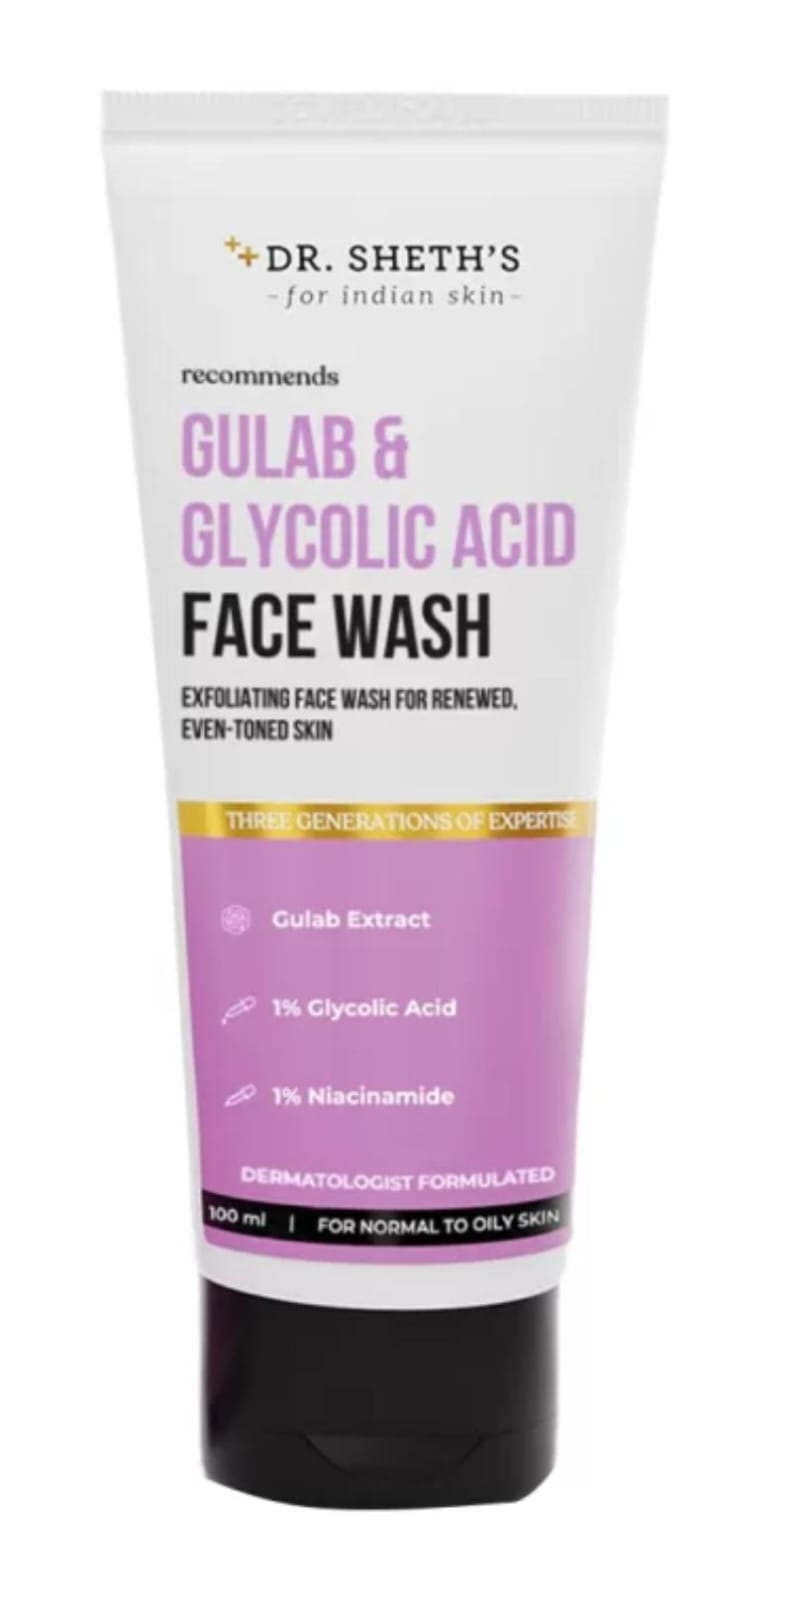 DR. SHETH'S
-for indian skin-
recommends
GULAB &
GLYCOLIC ACID
FACE WASH
EXFOLIATING FACE WASH FOR RENEWED,
EVEN-TONED SKIN
THREE GENERATIONS OF EXPERTISE
Gulab Extract
1% Glycolic Acid
1% Niacinamide
DERMATOLOGIST FORMULATED
100 ml | FOR NORMAL TO OILY SKIN